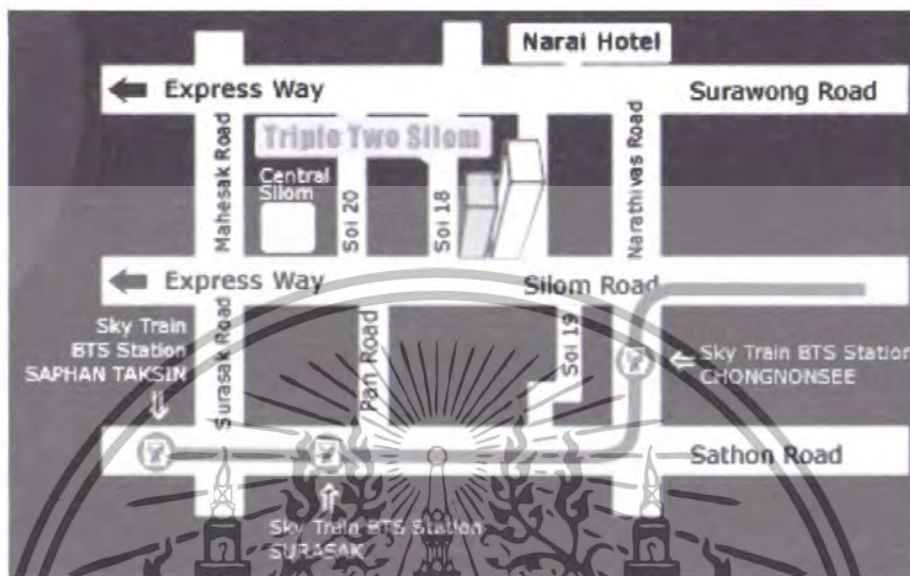 Narai Hotel
Express Way
Surawong Road
Mahesak Road
Triple Two Silom
Central
Silom
Soi 20
Soi 18
Narathivas Road
Express Way
Silom Road
Sky Train
BTS Station
SAPHAN TAKSIN
Surasak Road
Pan Road
Soi 19
Sky Train BTS Station
CHONGNONSEE
Sathon Road
Sky Train BTS Station
SURASAK